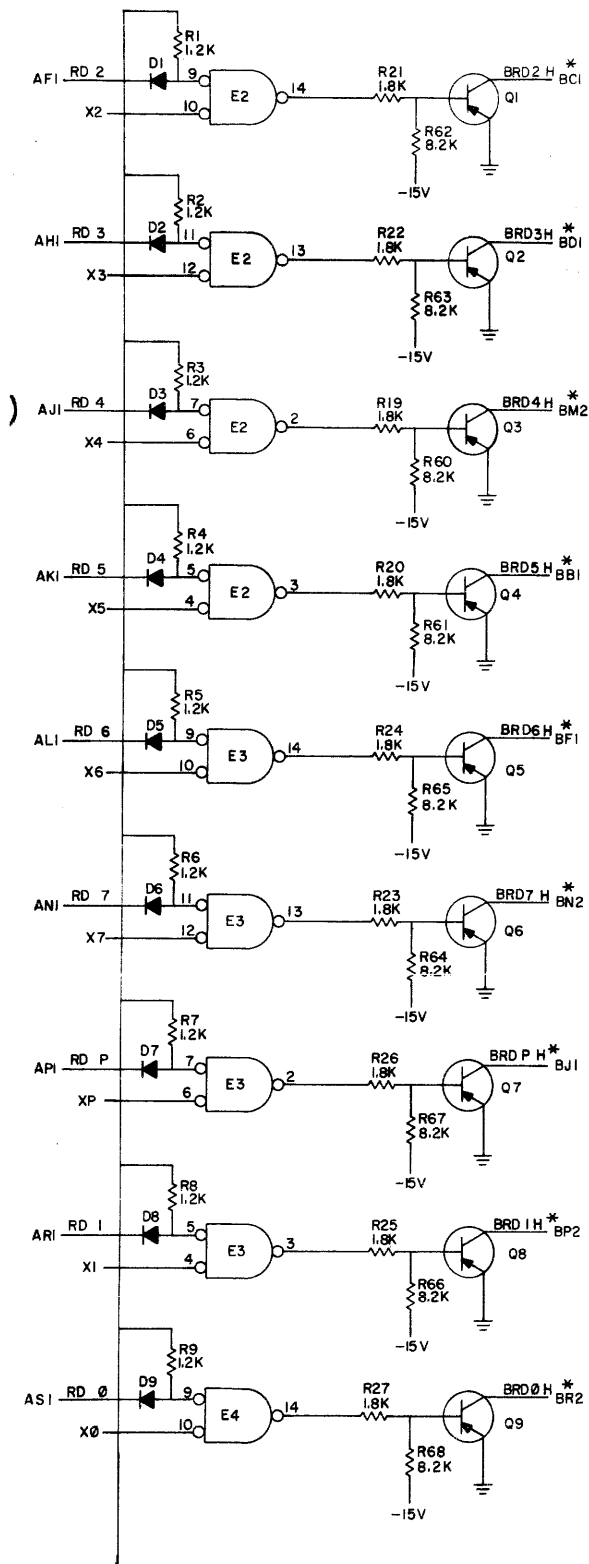 R1
1.2K
AF1 RD 2 D1 9 E2 14 R21 1.8K Q1 BRD2 H * BC1
X2 10 R62 8.2K
-15V
R2
1.2K
AH1 RD 3 D2 11 E2 13 R22 1.8K Q2 BRD3H * BD1
X3 12 R63 8.2K
-15V
R3
1.2K
) AJ1 RD 4 D3 7 E2 2 R19 1.8K Q3 BRD4 H * BM2
X4 6 R60 8.2K
-15V
R4
1.2K
AK1 RD 5 D4 5 E2 3 R20 1.8K Q4 BRD5 H * BB1
X5 4 R61 8.2K
-15V
R5
1.2K
AL1 RD 6 D5 9 E3 14 R24 1.8K Q5 BRD6H * BF1
X6 10 R65 8.2K
-15V
R6
1.2K
AN1 RD 7 D6 11 E3 13 R23 1.8K Q6 BRD7 H * BN2
X7 12 R64 8.2K
-15V
R7
1.2K
AP1 RD P D7 7 E3 2 R26 1.8K Q7 BRD P H * BJ1
XP 6 R67 8.2K
-15V
R8
1.2K
AR1 RD 1 D8 5 E3 3 R25 1.8K Q8 BRD 1H * BP2
X1 4 R66 8.2K
-15V
R9
1.2K
AS1 RD Ø D9 9 E4 14 R27 1.8K Q9 BRDØH * BR2
XØ 10 R68 8.2K
-15V